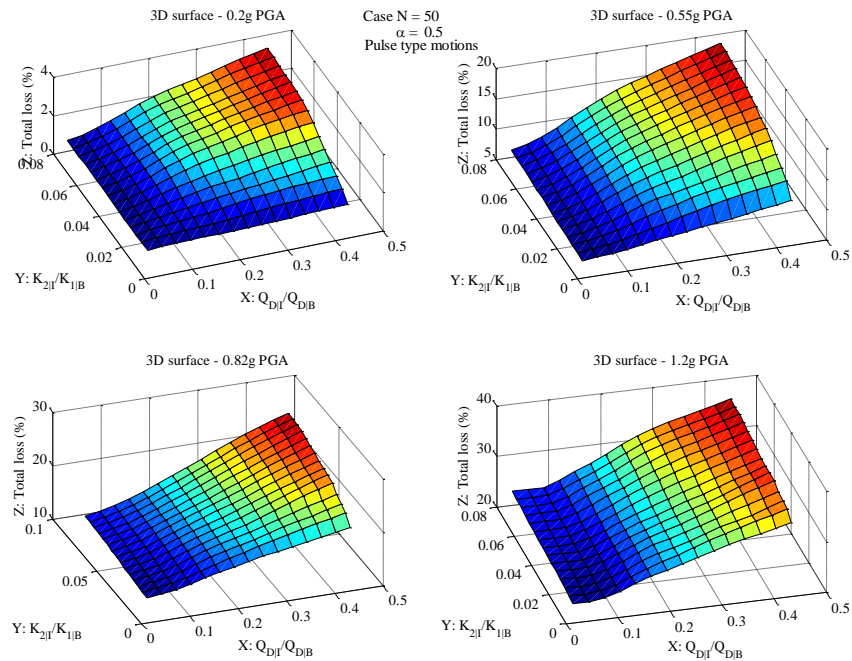 3D surface - 0.2g PGA
Case N = 50
α = 0.5
Pulse type motions
3D surface - 0.55g PGA
Z: Total loss (%)
4
2
0
0.08
0.06
0.04
0.02
0
Y: K2|I/K1|B
0
0.1
0.2
0.3
0.4
0.5
X: QD|I/QD|B
Z: Total loss (%)
20
15
10
5
0.08
0.06
0.04
0.02
0
Y: K2|I/K1|B
0
0.1
0.2
0.3
0.4
0.5
X: QD|I/QD|B
3D surface - 0.82g PGA
3D surface - 1.2g PGA
Z: Total loss (%)
30
20
10
0.1
0.05
0
Y: K2|I/K1|B
0
0.1
0.2
0.3
0.4
0.5
X: QD|I/QD|B
Z: Total loss (%)
40
30
20
0.08
0.06
0.04
0.02
0
Y: K2|I/K1|B
0
0.1
0.2
0.3
0.4
0.5
X: QD|I/QD|B